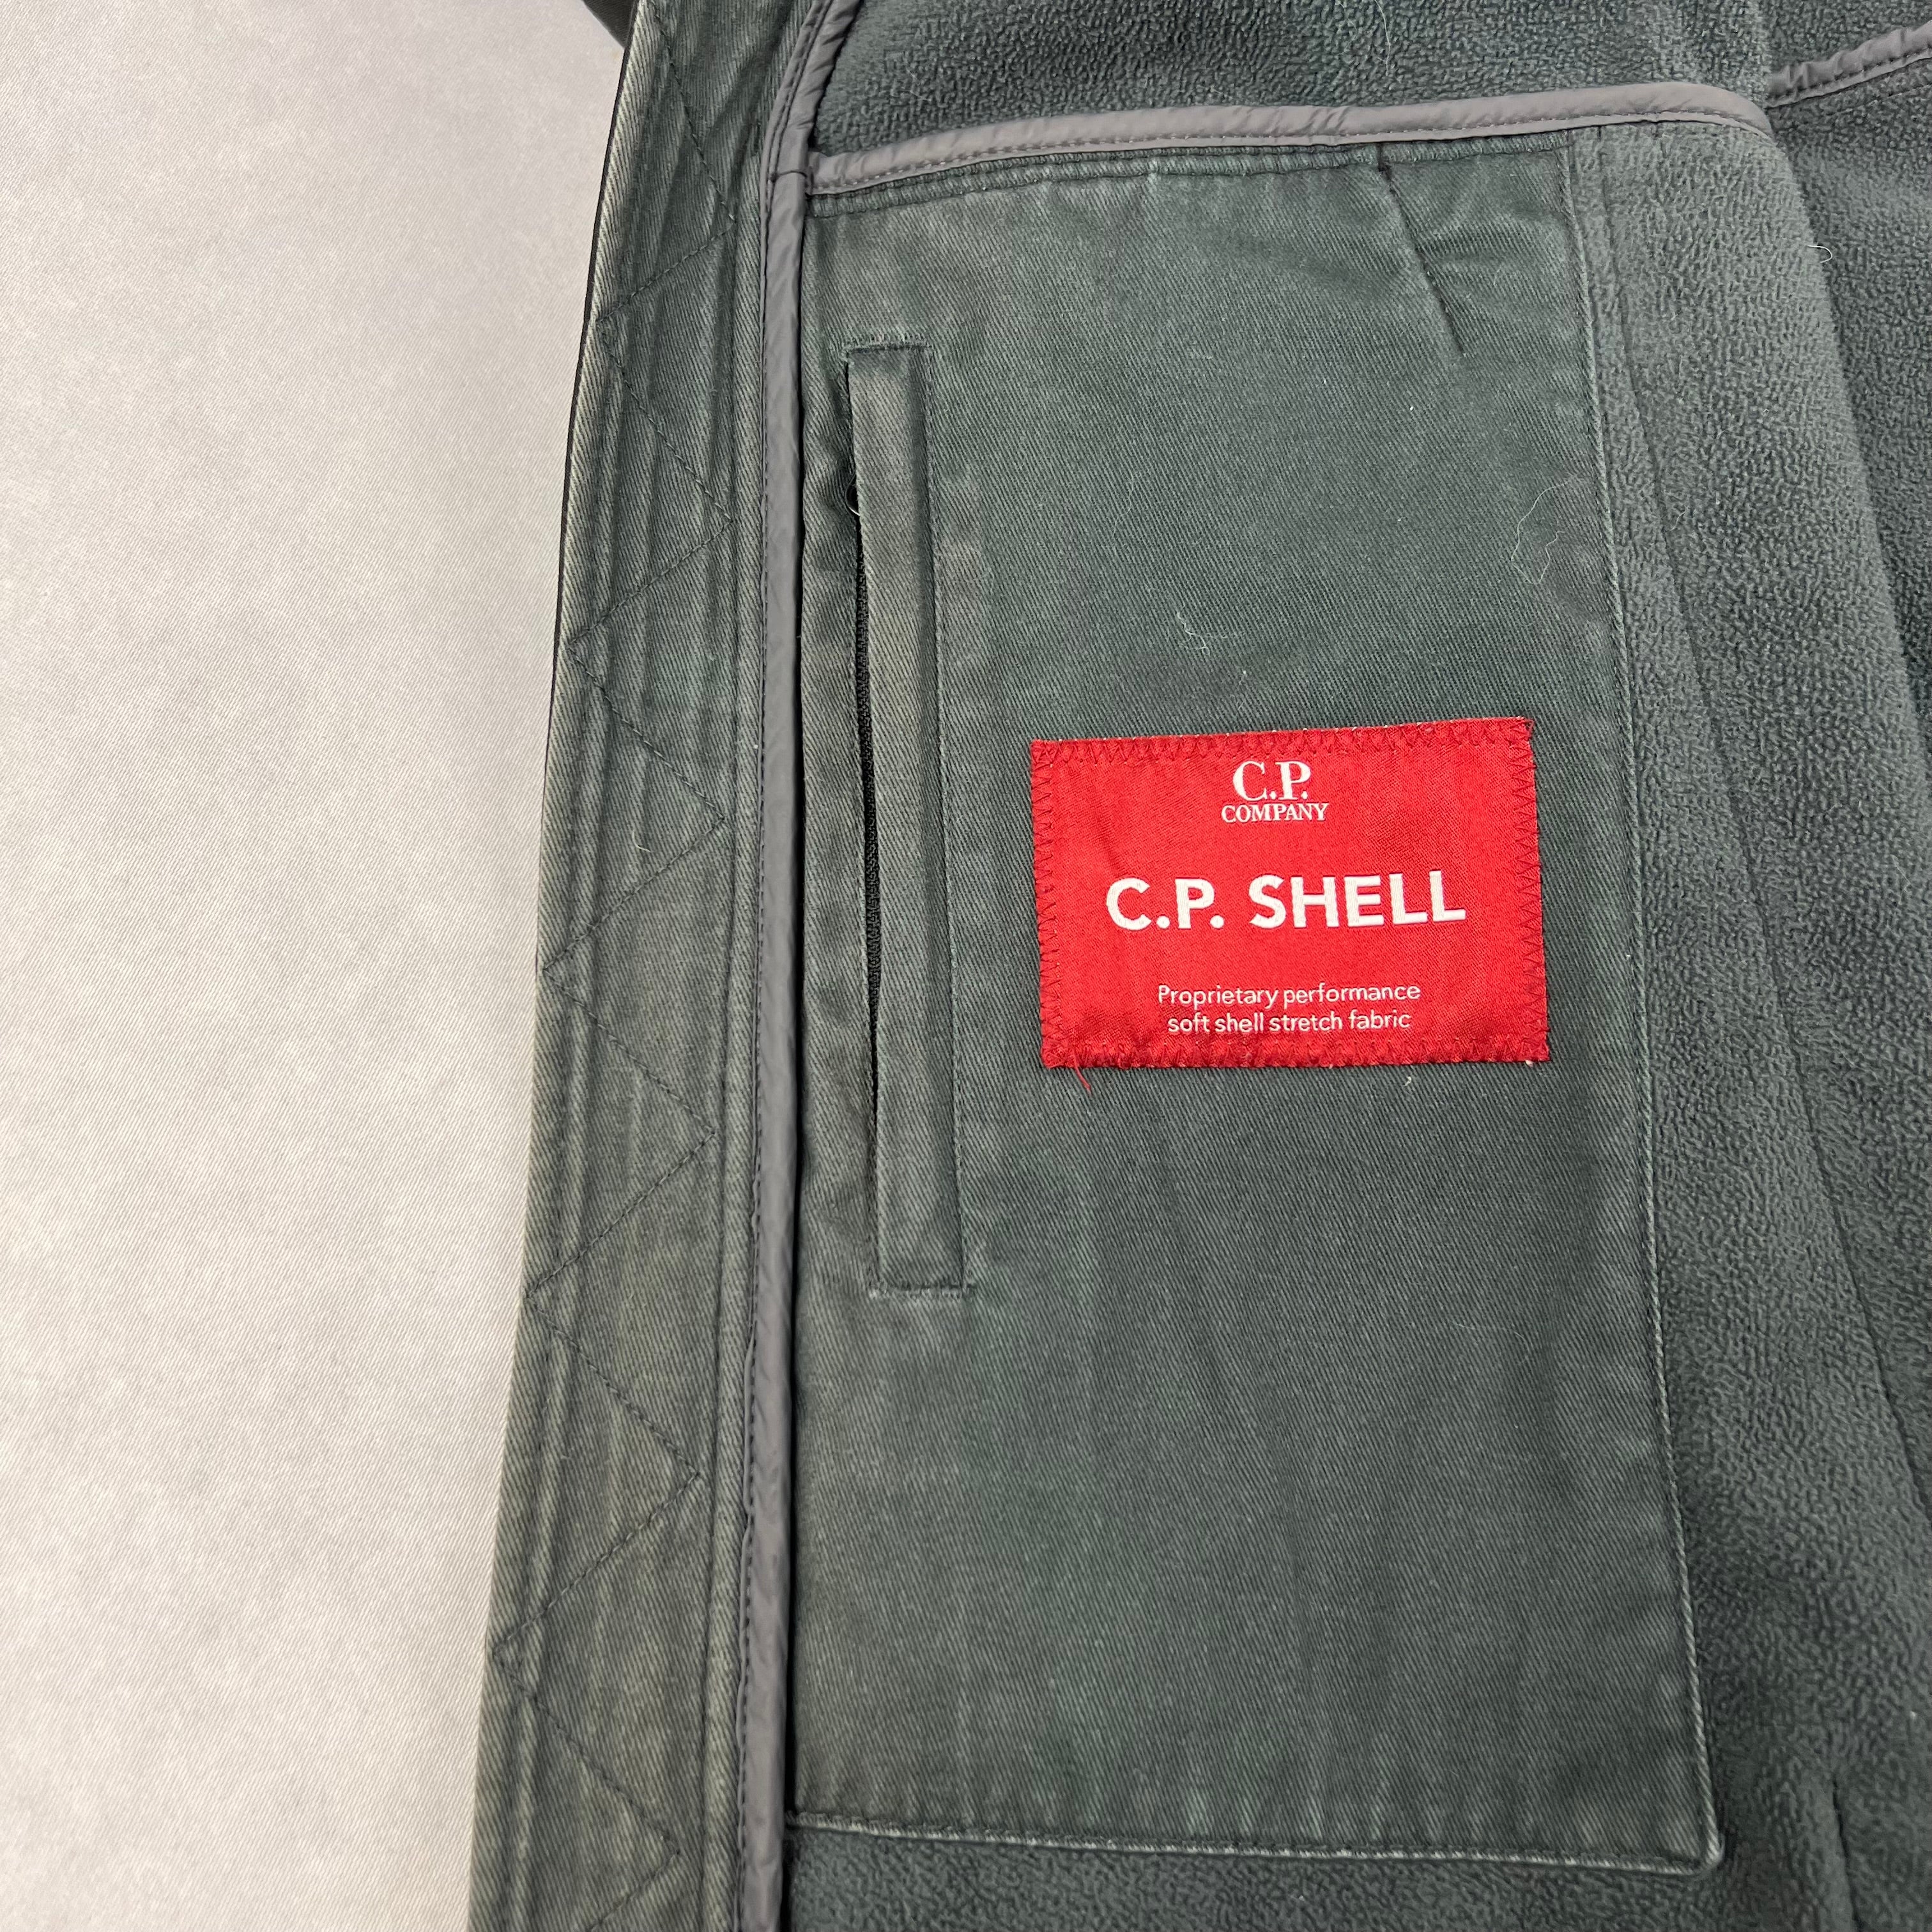 C.P.
COMPANY
C.P. SHELL
Proprietary performance
soft shell stretch fabric